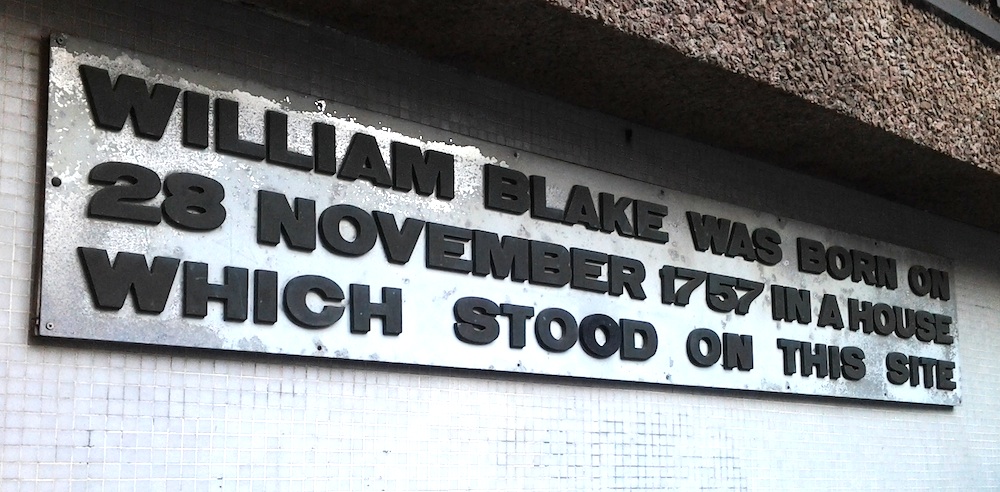 WILLIAM BLAKE WAS BORN ON
28 NOVEMBER 1757 IN A HOUSE
WHICH STOOD ON THIS SITE